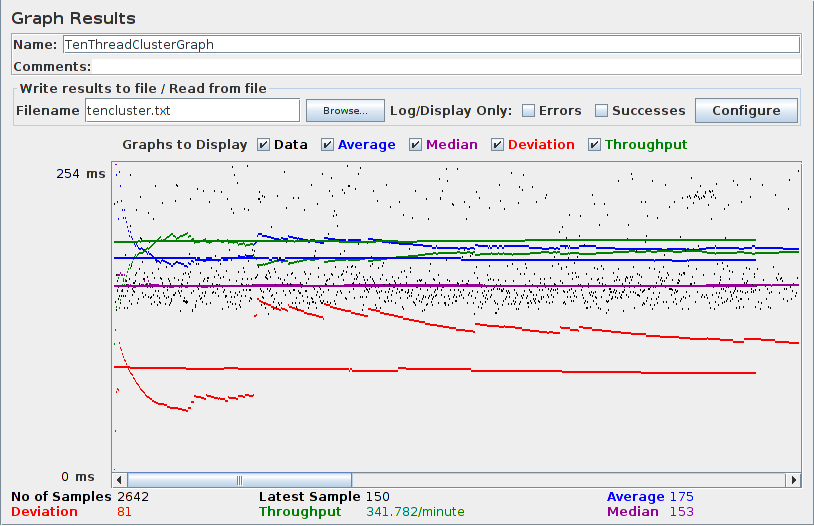 Graph Results
Name: TenThreadClusterGraph
Comments:
Write results to file / Read from file
Filename tencluster.txt Browse... Log/Display Only: Errors Successes Configure
Graphs to Display Data Average Median Deviation Throughput
254 ms
0 ms
No of Samples 2642 Latest Sample 150 Average 175
Deviation 81 Throughput 341.782/minute Median 153